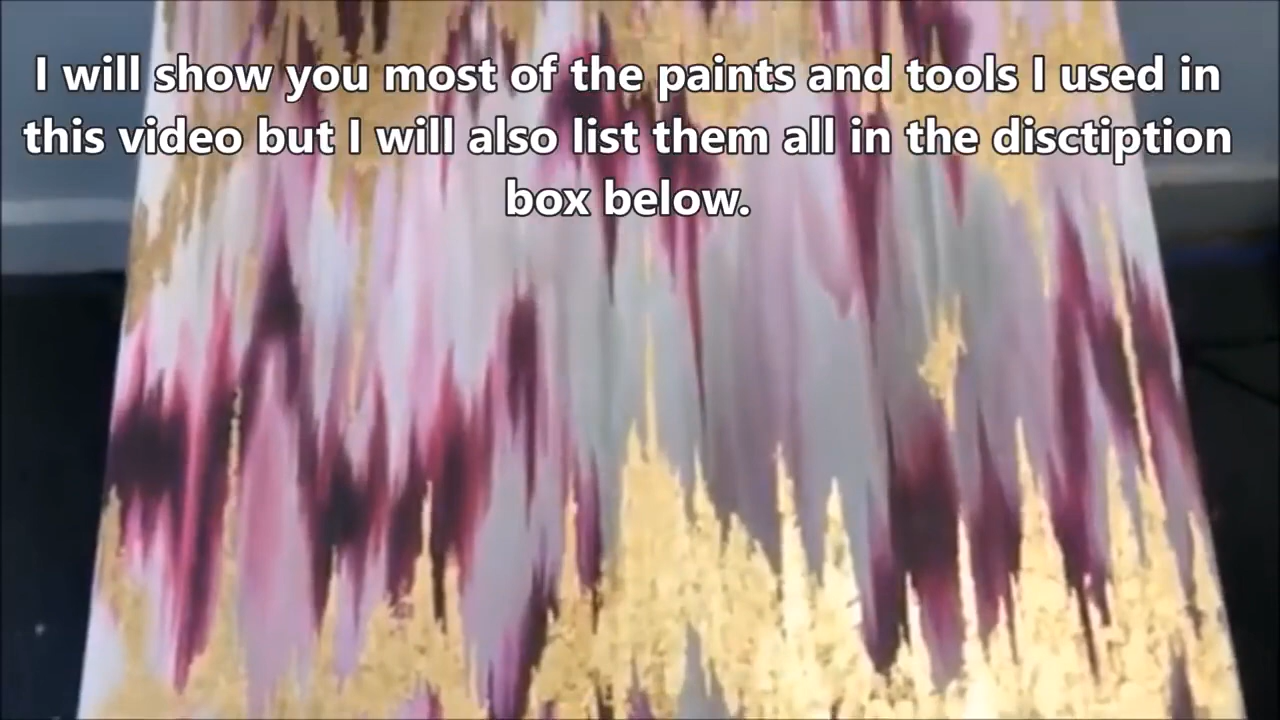 I will show you most of the paints and tools I used in
this video but I will also list them all in the disctiption
box below.